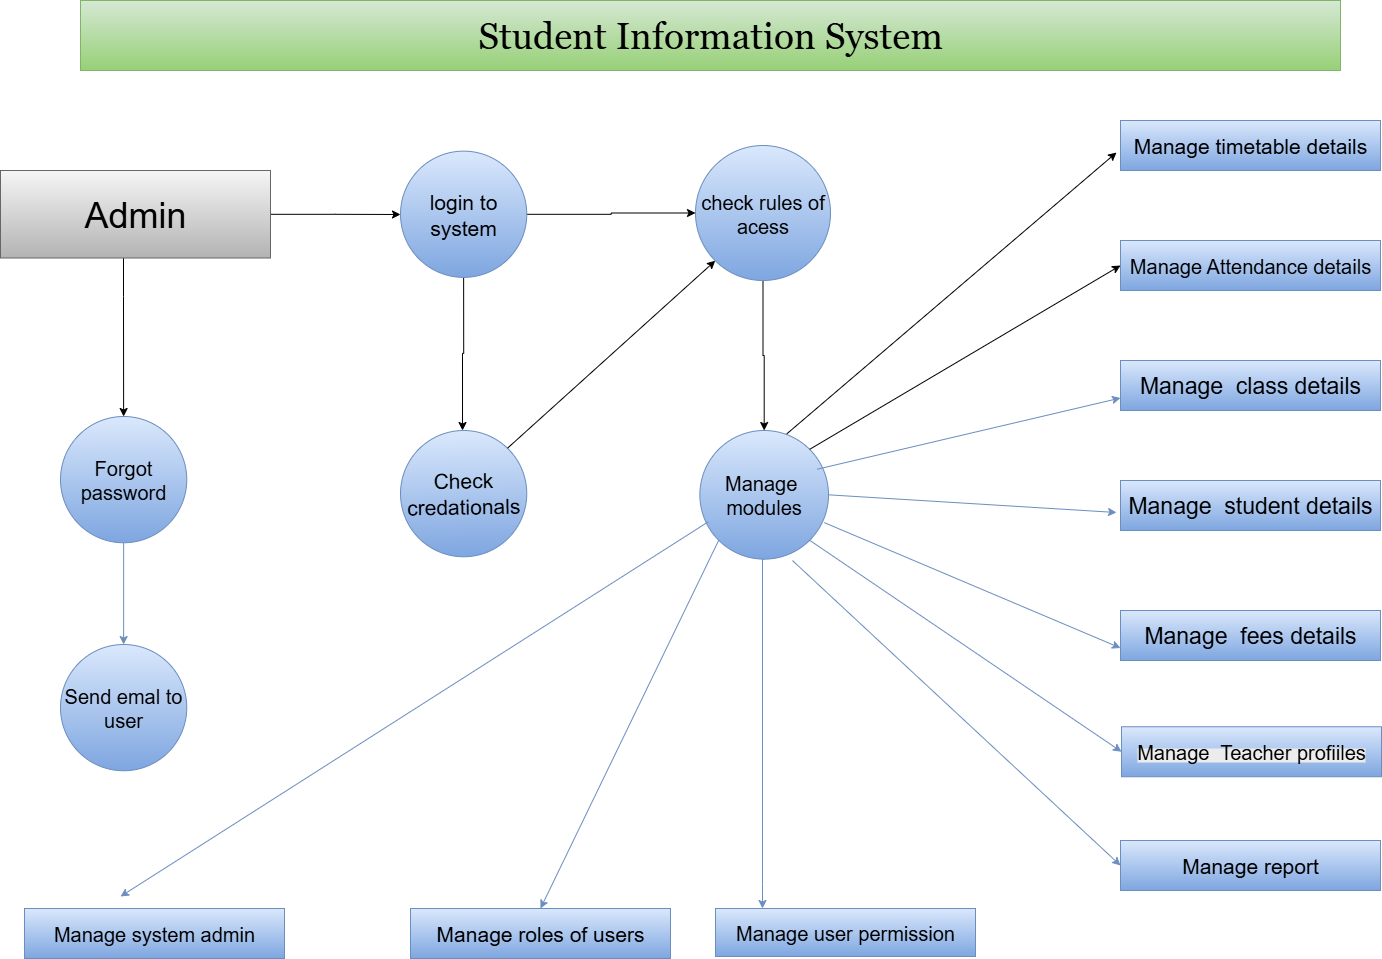 Student Information System
Manage timetable details
Admin
login to
system
check rules of
acess
Manage Attendance details
Manage class details
Forgot
password
Check
credationals
Manage
modules
Manage student details
Manage fees details
Send emal to
user
Manage Teacher profiiles
Manage report
Manage system admin
Manage roles of users
Manage user permission